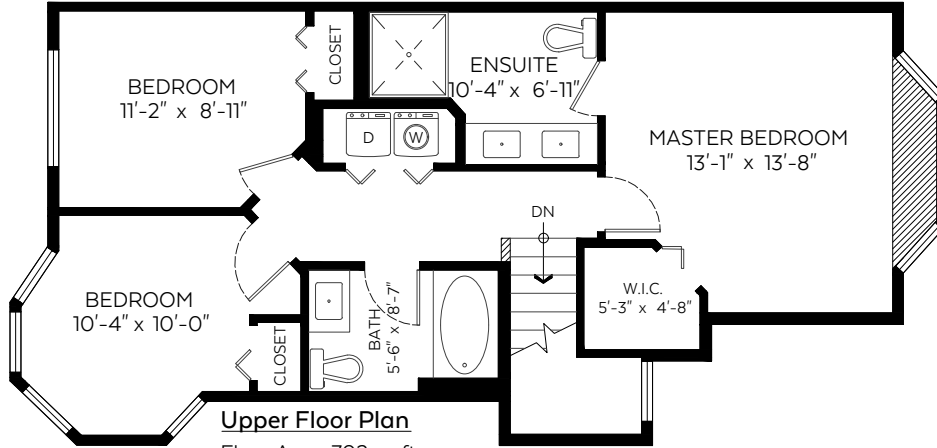 BEDROOM
11'-2" x 8'-11"
CLOSET
ENSUITE
10'-4" x 6'-11"
D
W
MASTER BEDROOM
13'-1" x 13'-8"
DN
BEDROOM
10'-4" x 10'-0"
CLOSET
BATH
5'-6" x 8'-7"
W.I.C.
5'-3" x 4'-8"
Upper Floor Plan